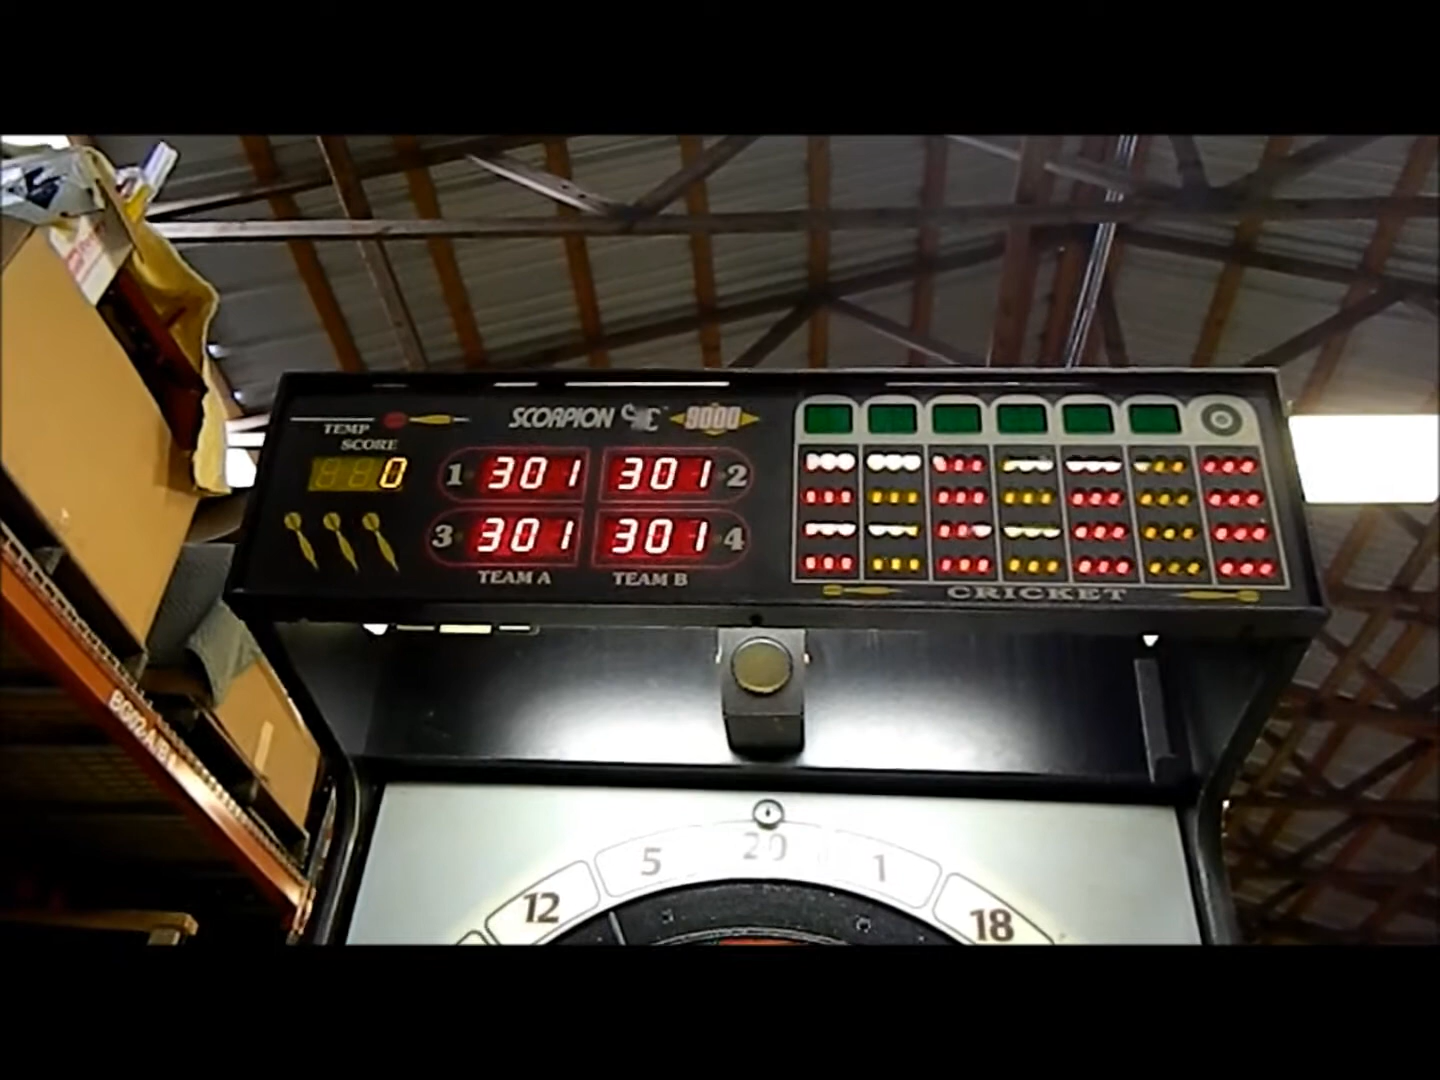 TEMP
SCORE
0
SCORPION
9000
1 301 301 2
3 301 301 4
TEAM A TEAM B
CRICKET
12 5 20 1 18